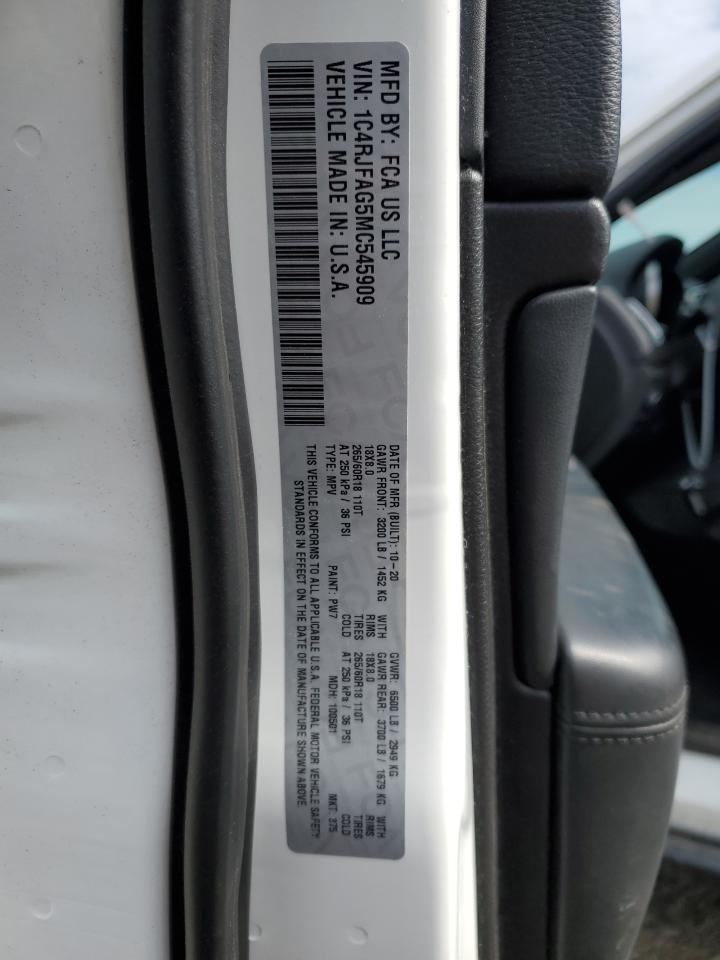 MFD BY: FCA US LLC
VIN: 1C4RJFAG5MC545909
VEHICLE MADE IN: U.S.A.
DATE OF MFR (BUILT): 10-20 GVWR: 6500 LB / 2949 KG
GAWR FRONT: 3200 LB / 1452 KG WITH GAWR REAR: 3700 LB / 1679 KG WITH
18X8.0 RIMS 18X8.0 RIMS
265/60R18 110T TIRES 265/60R18 110T TIRES
AT 250 kPa / 36 PSI COLD AT 250 kPa / 36 PSI COLD
TYPE: MPV PAINT: PW7 MDH: 100501 MKT: 375
THIS VEHICLE CONFORMS TO ALL APPLICABLE U.S.A. FEDERAL MOTOR VEHICLE SAFETY
STANDARDS IN EFFECT ON THE DATE OF MANUFACTURE SHOWN ABOVE.